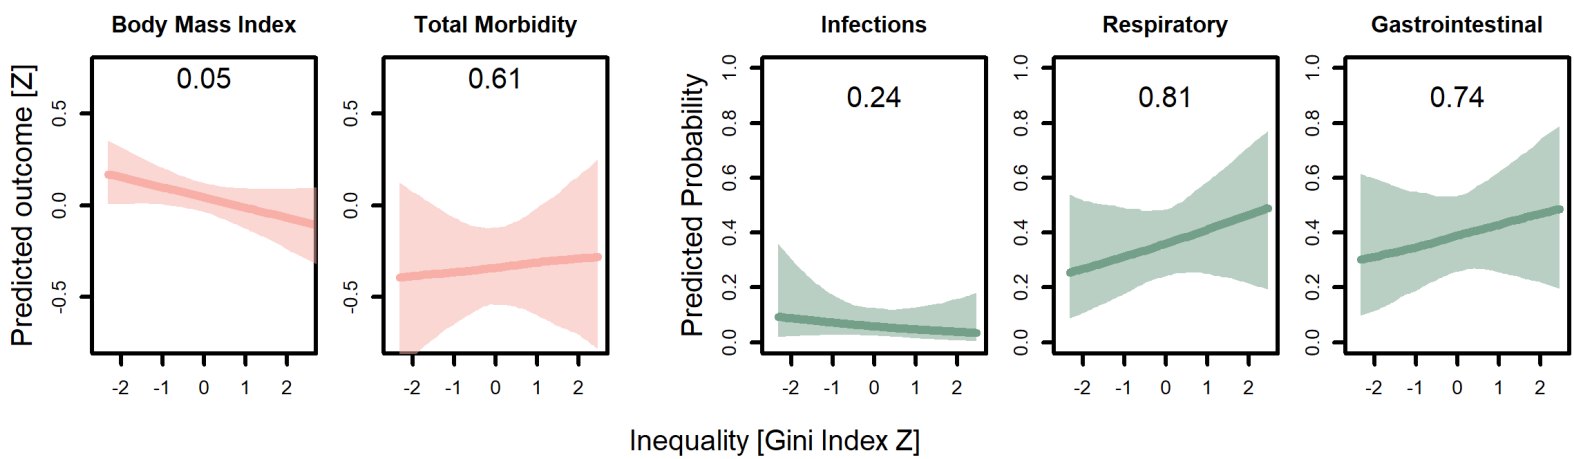 Body Mass Index
Total Morbidity
Infections
Respiratory
Gastrointestinal
Predicted outcome [Z]
0.5
0.0
-0.5
0.05
-2 -1 0 1 2
0.5
0.0
-0.5
0.61
-2 -1 0 1 2
Predicted Probability
1.0
0.8
0.6
0.4
0.2
0.0
0.24
-2 -1 0 1 2
1.0
0.8
0.6
0.4
0.2
0.0
0.81
-2 -1 0 1 2
1.0
0.8
0.6
0.4
0.2
0.0
0.74
-2 -1 0 1 2
Inequality [Gini Index Z]